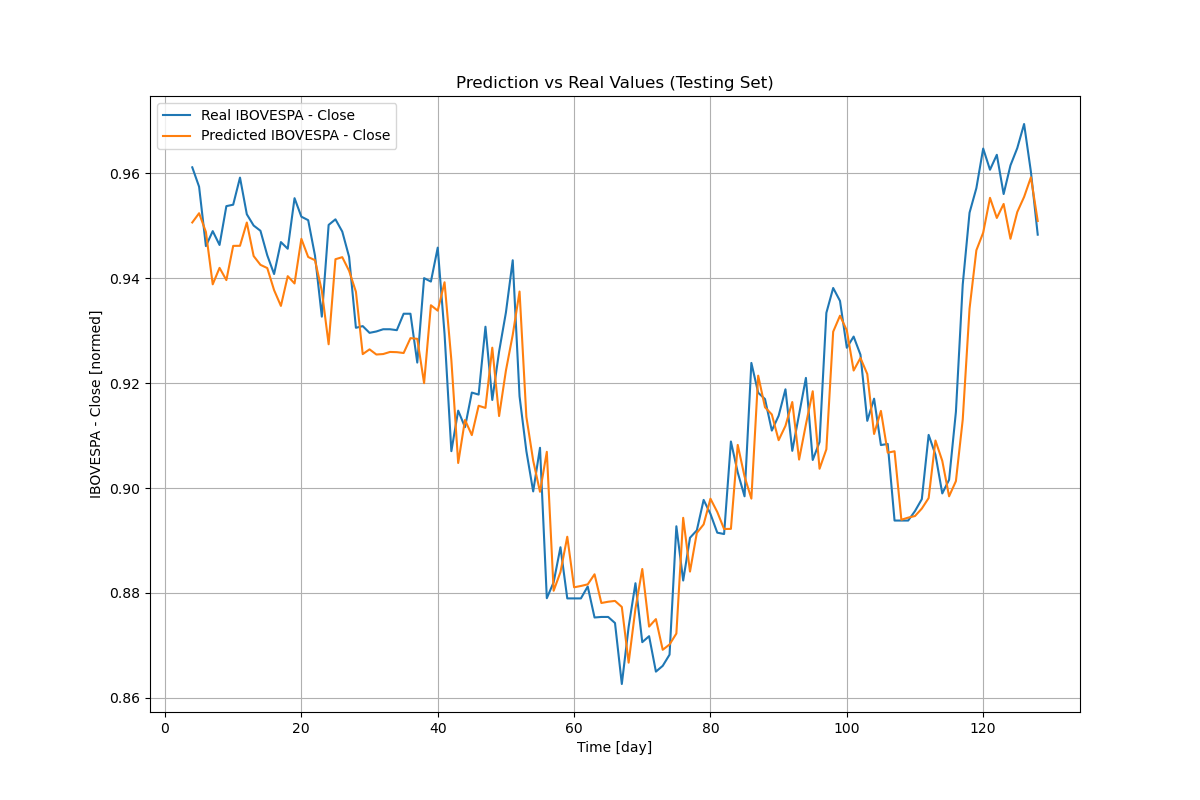 Prediction vs Real Values (Testing Set)
Real IBOVESPA - Close
Predicted IBOVESPA - Close
IBOVESPA - Close [normed]
0.96
0.94
0.92
0.90
0.88
0.86
0
20
40
60
80
100
120
Time [day]